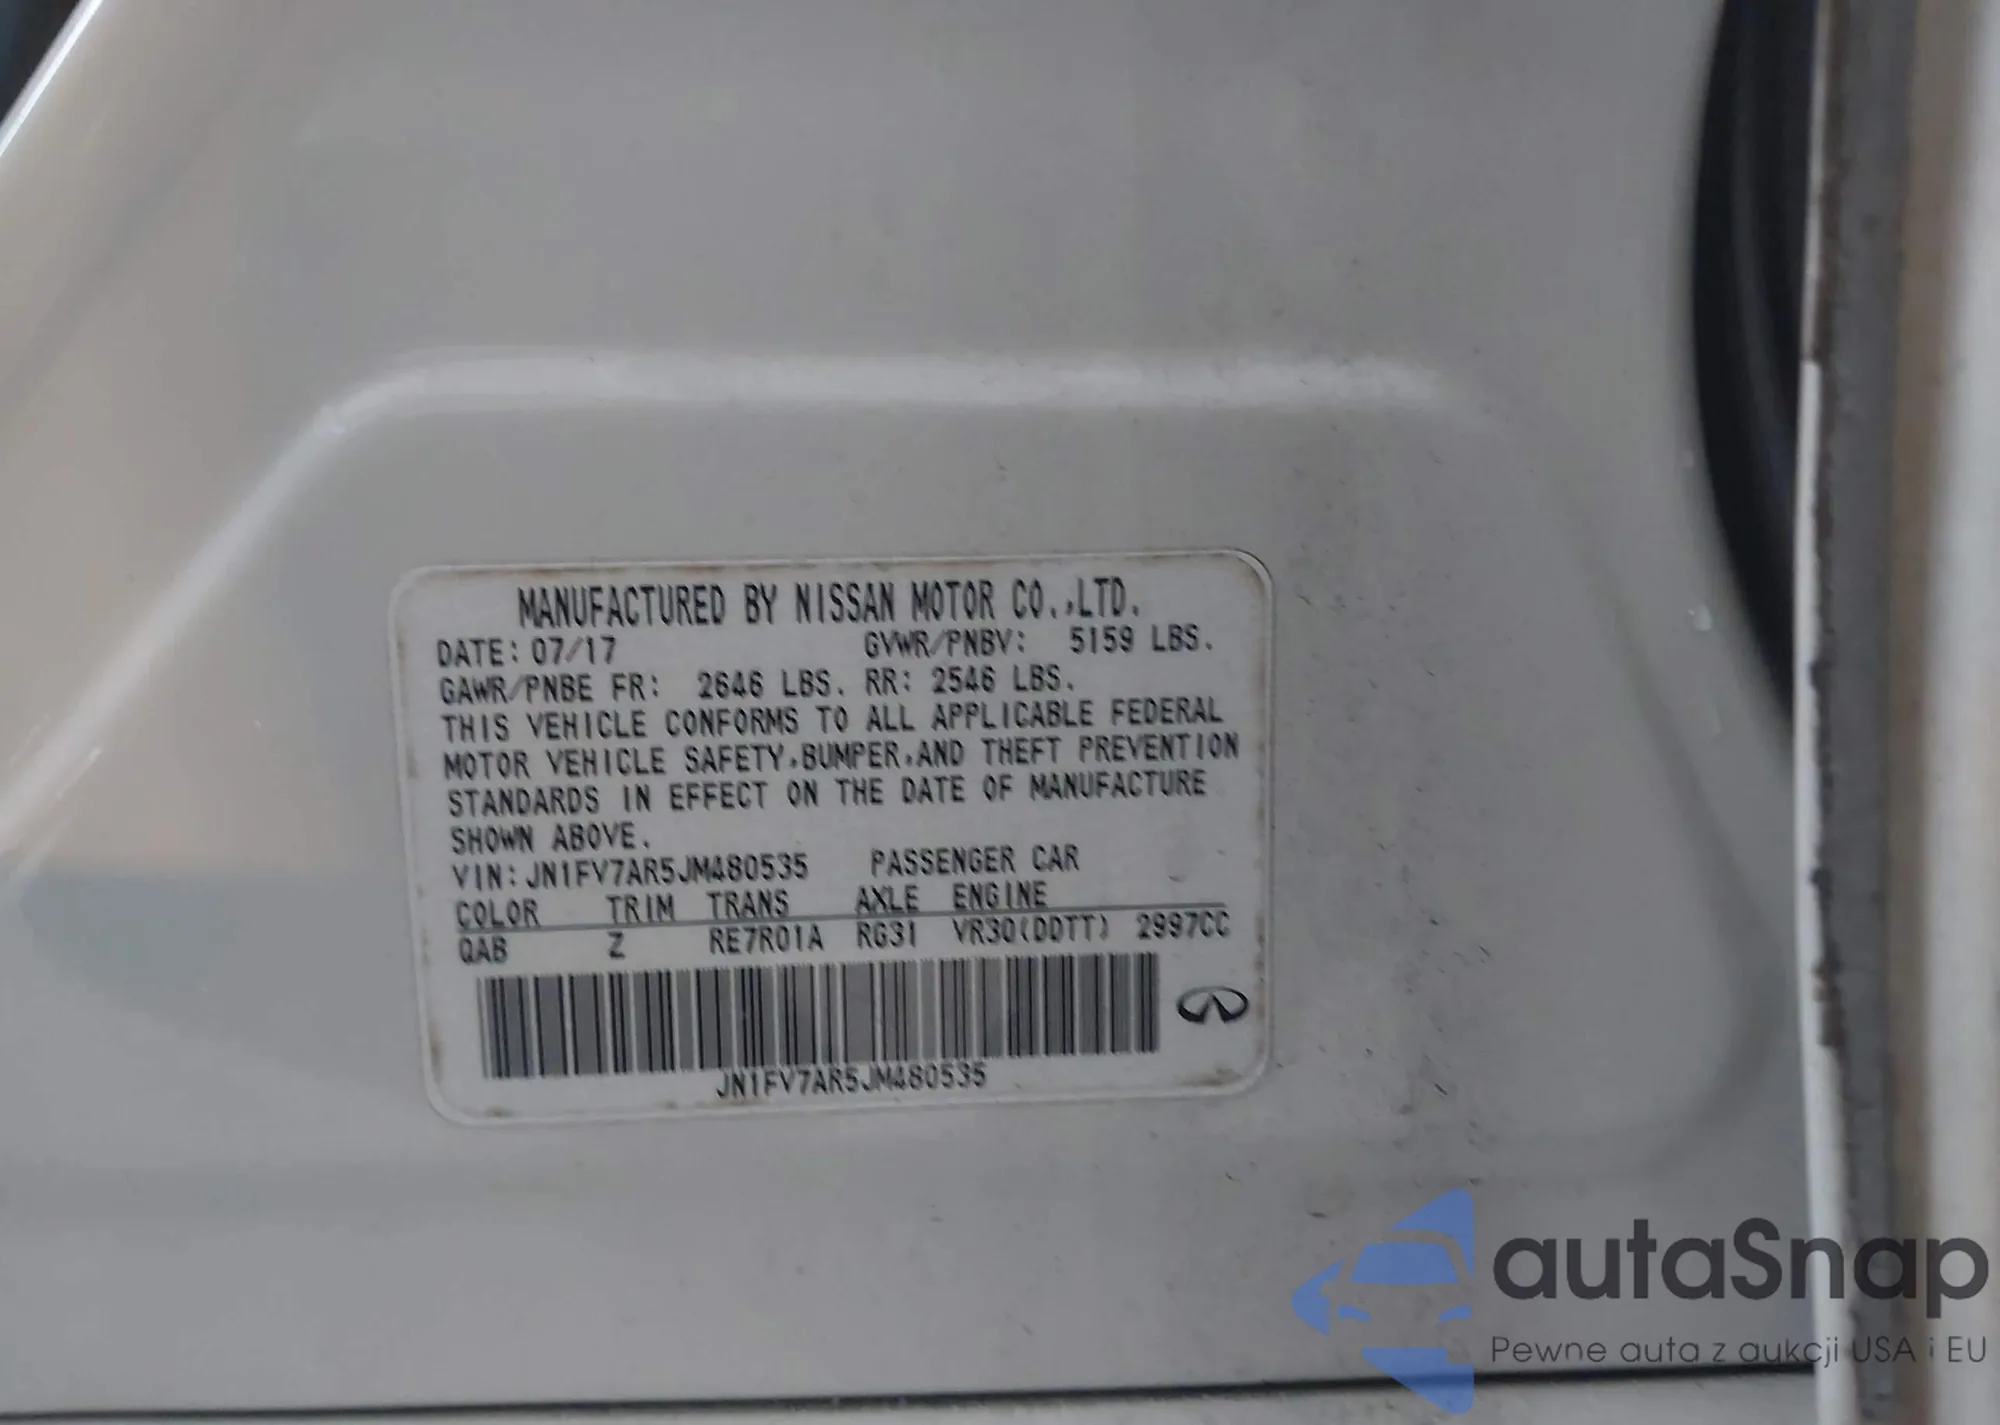 MANUFACTURED BY NISSAN MOTOR CO.,LTD.
DATE: 07/17 GVWR/PNBV: 5159 LBS.
GAWR/PNBE FR: 2646 LBS. RR: 2546 LBS.
THIS VEHICLE CONFORMS TO ALL APPLICABLE FEDERAL
MOTOR VEHICLE SAFETY,BUMPER,AND THEFT PREVENTION
STANDARDS IN EFFECT ON THE DATE OF MANUFACTURE
SHOWN ABOVE.
VIN: JN1FV7AR5JM480535 PASSENGER CAR
COLOR TRIM TRANS AXLE ENGINE
QAB Z RE7R01A RG31 VR30(DDTT) 2997CC
JN1FV7AR5JM480535
autaSnap
Pewne auta z aukcji USA i EU